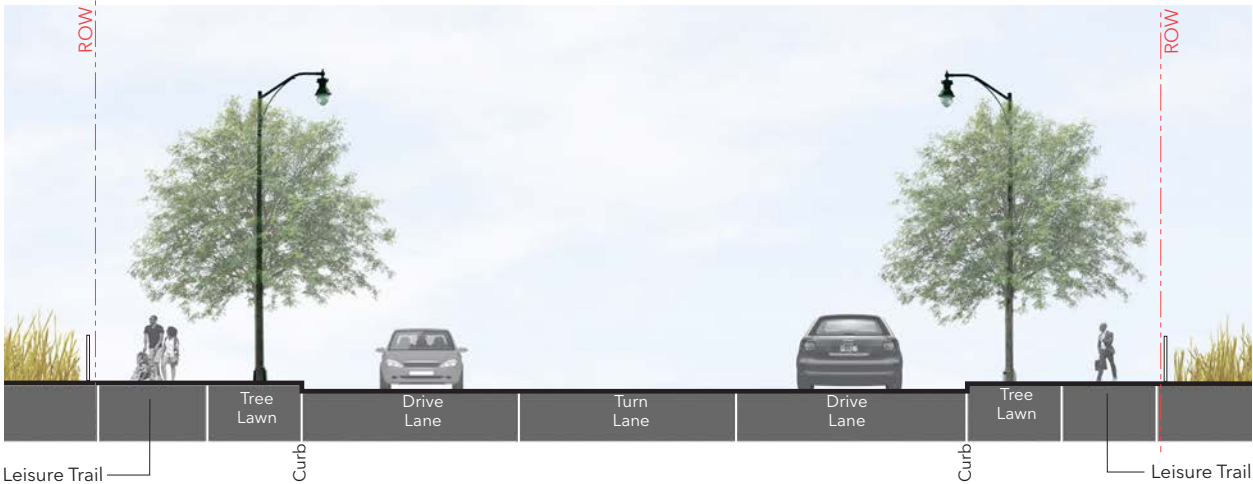 ROW
ROW
Tree
Lawn
Drive
Lane
Turn
Lane
Drive
Lane
Tree
Lawn
Curb
Curb
Leisure Trail
Leisure Trail